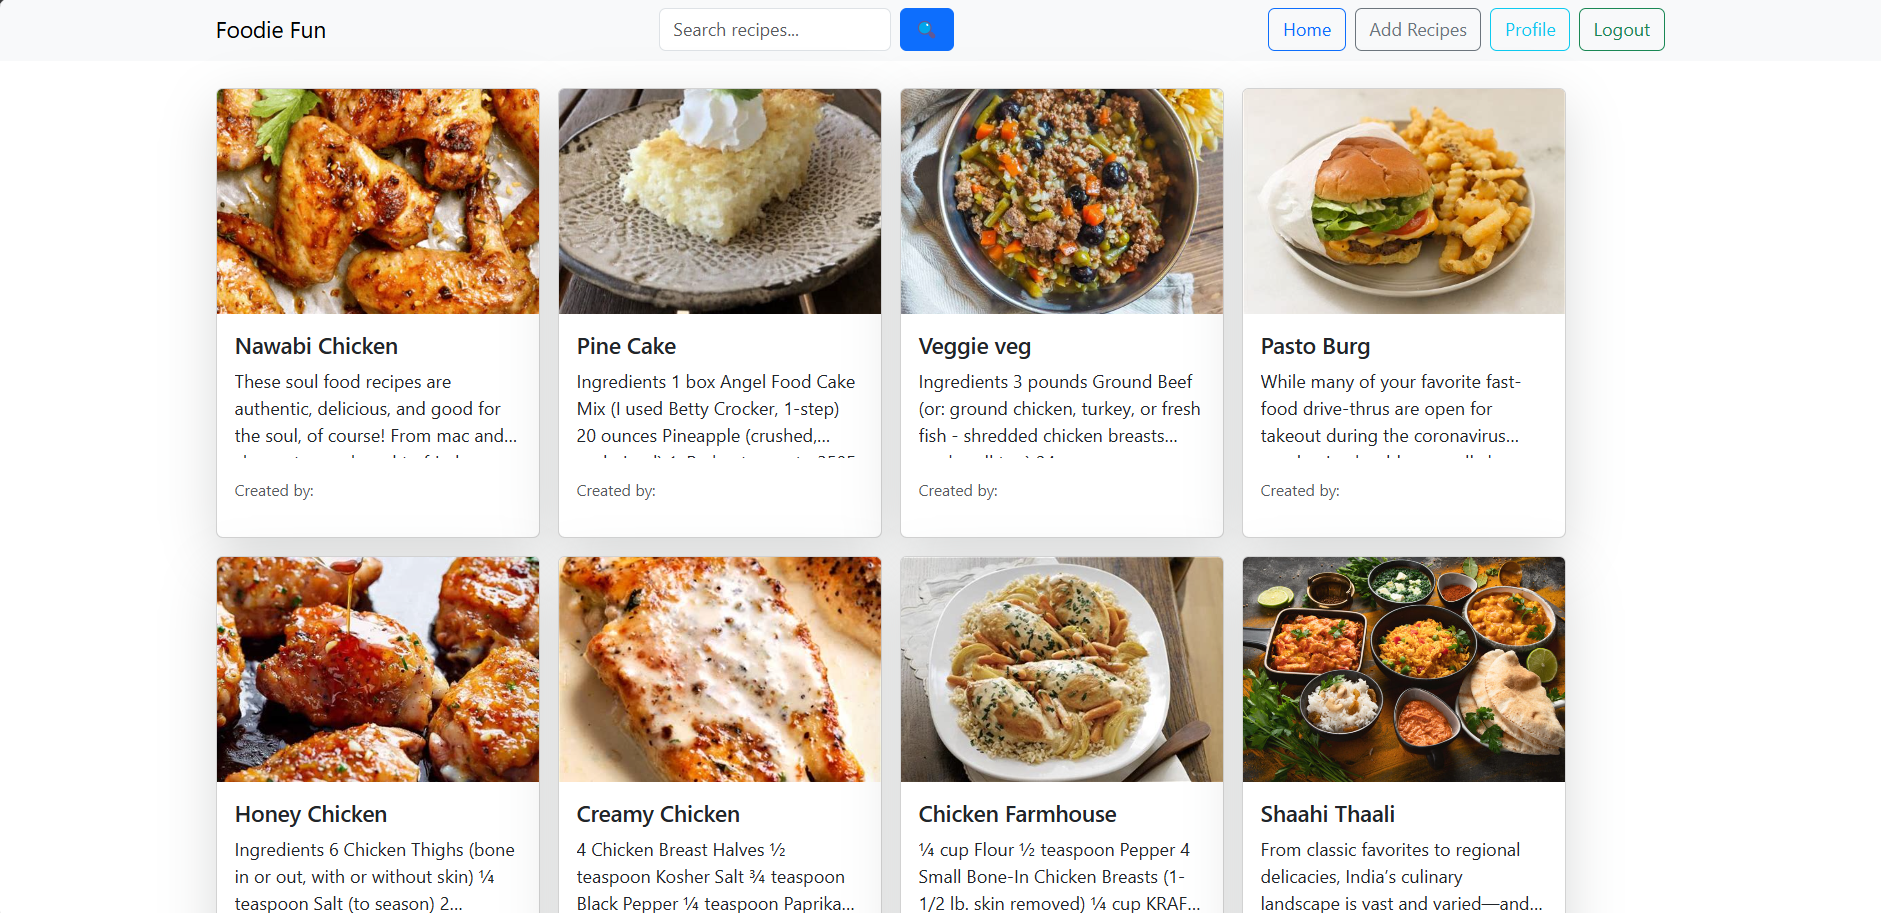 Foodie Fun
Search recipes...
Home
Add Recipes
Profile
Logout
Nawabi Chicken
These soul food recipes are
authentic, delicious, and good for
the soul, of course! From mac and...
Created by:
Pine Cake
Ingredients 1 box Angel Food Cake
Mix (I used Betty Crocker, 1-step)
20 ounces Pineapple (crushed,...
Created by:
Veggie veg
Ingredients 3 pounds Ground Beef
(or: ground chicken, turkey, or fresh
fish - shredded chicken breasts...
Created by:
Pasto Burg
While many of your favorite fast-
food drive-thrus are open for
takeout during the coronavirus...
Created by:
Honey Chicken
Ingredients 6 Chicken Thighs (bone
in or out, with or without skin) ¼
teaspoon Salt (to season) 2...
Creamy Chicken
4 Chicken Breast Halves ½
teaspoon Kosher Salt ¾ teaspoon
Black Pepper ¼ teaspoon Paprika...
Chicken Farmhouse
¼ cup Flour ½ teaspoon Pepper 4
Small Bone-In Chicken Breasts (1-
1/2 lb. skin removed) ¼ cup KRAF...
Shaahi Thaali
From classic favorites to regional
delicacies, India’s culinary
landscape is vast and varied—and...